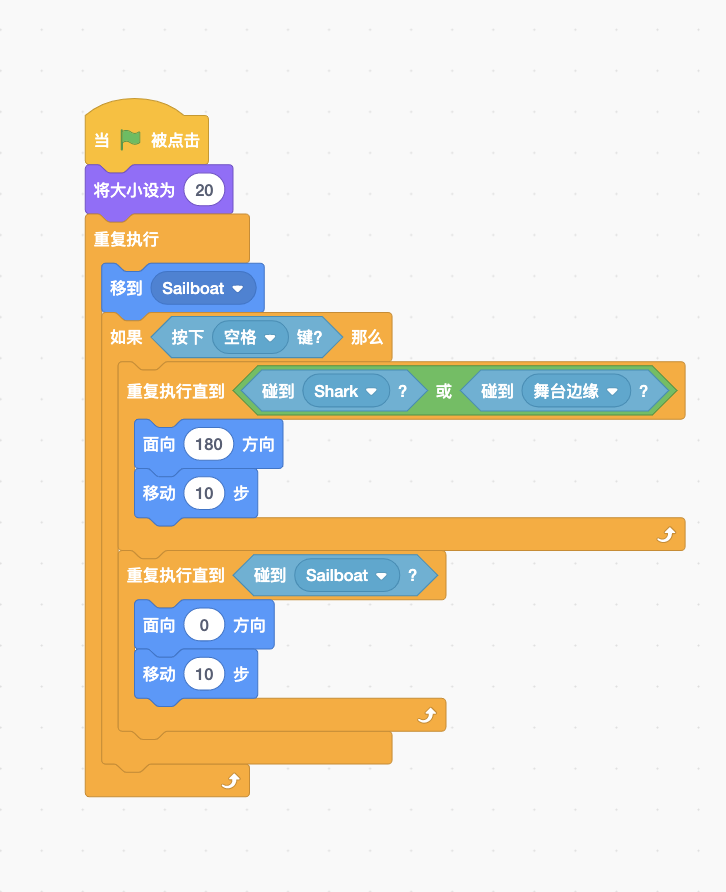 当 被点击
将大小设为 20
重复执行
移到 Sailboat
如果 按下 空格 键? 那么
重复执行直到 碰到 Shark ? 或 碰到 舞台边缘 ?
面向 180 方向
移动 10 步
重复执行直到 碰到 Sailboat ?
面向 0 方向
移动 10 步